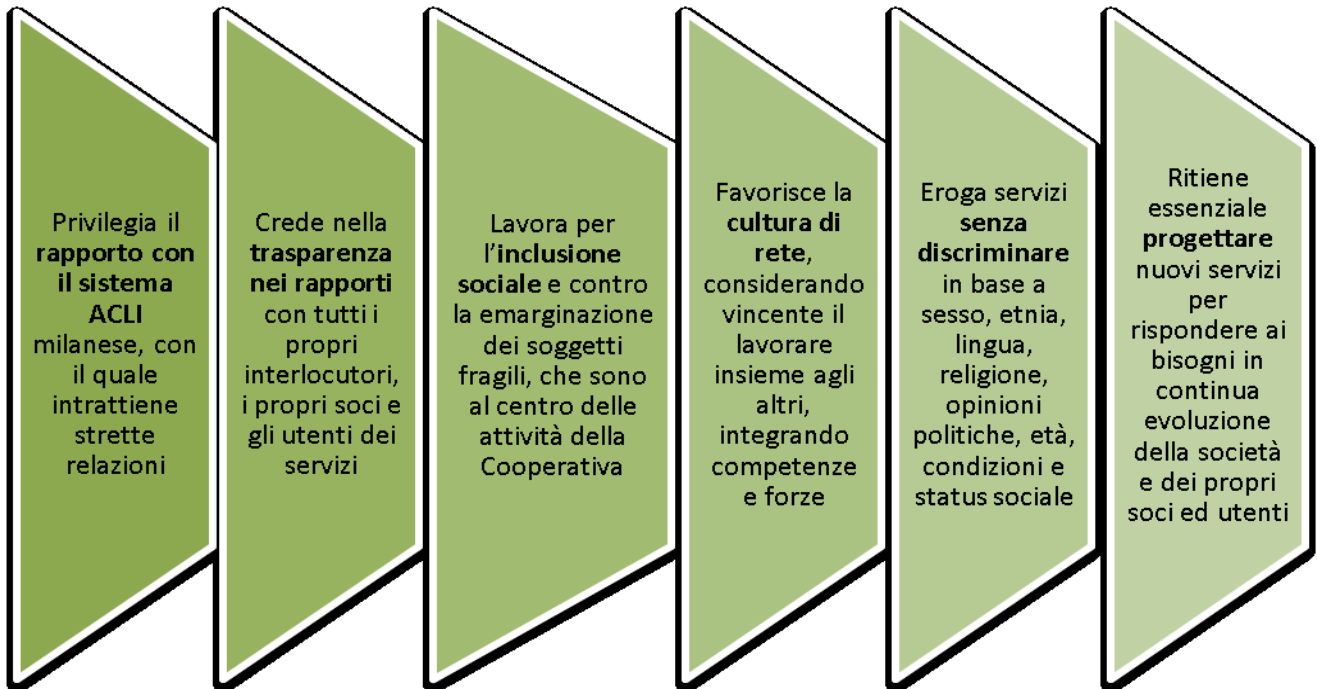 Privilegia il
rapporto con
il sistema
ACLI
milanese, con
il quale
intrattiene
strette
relazioni
Crede nella
trasparenza
nei rapporti
con tutti i
propri
interlocutori,
i propri soci e
gli utenti dei
servizi
Lavora per
l'inclusione
sociale e contro
la emarginazione
dei soggetti
fragili, che sono
al centro delle
attività della
Cooperativa
Favorisce la
cultura di
rete,
considerando
vincente il
lavorare
insieme agli
altri,
integrando
competenze
e forze
Eroga servizi
senza
discriminare
in base a
sesso, etnia,
lingua,
religione,
opinioni
politiche, età,
condizioni e
status sociale
Ritiene
essenziale
progettare
nuovi servizi
per
rispondere ai
bisogni in
continua
evoluzione
della società
e dei propri
soci ed utenti